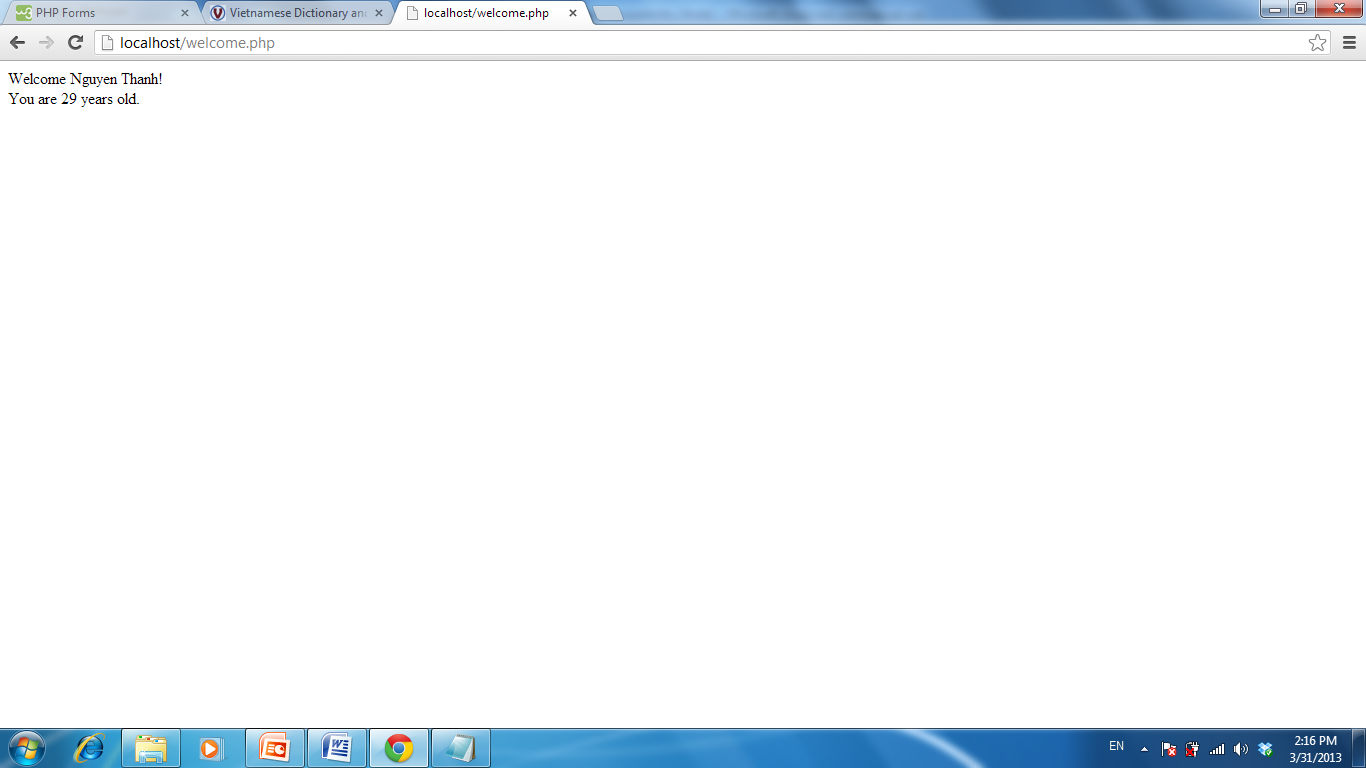 PHP Forms
Vietnamese Dictionary an
localhost/welcome.php
localhost/welcome.php
Welcome Nguyen Thanh!
You are 29 years old.
EN
2:16 PM
3/31/2013